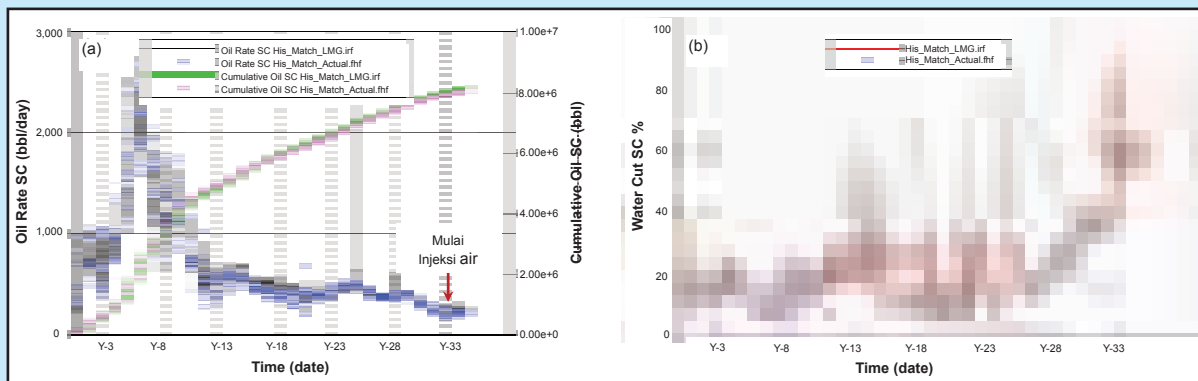 (a)
Oil Rate SC His_Match_LMG.irf
Oil Rate SC His_Match_Actual.fhf
Cumulative Oil SC His_Match_LMG.irf
Cumulative Oil SC His_Match_Actual.fhf
Oil Rate SC (bbl/day)
3,000
2,000
1,000
0
Cumulative Oil SC (bbl)
1.00e+7
8.00e+6
6.00e+6
4.00e+6
2.00e+6
0.00e+0
Mulai
Injeksi air
Y-3 Y-8 Y-13 Y-18 Y-23 Y-28 Y-33
Time (date)
(b)
His_Match_LMG.irf
His_Match_Actual.fhf
Water Cut SC %
100
80
60
40
20
0
Y-3 Y-8 Y-13 Y-18 Y-23 Y-28 Y-33
Time (date)